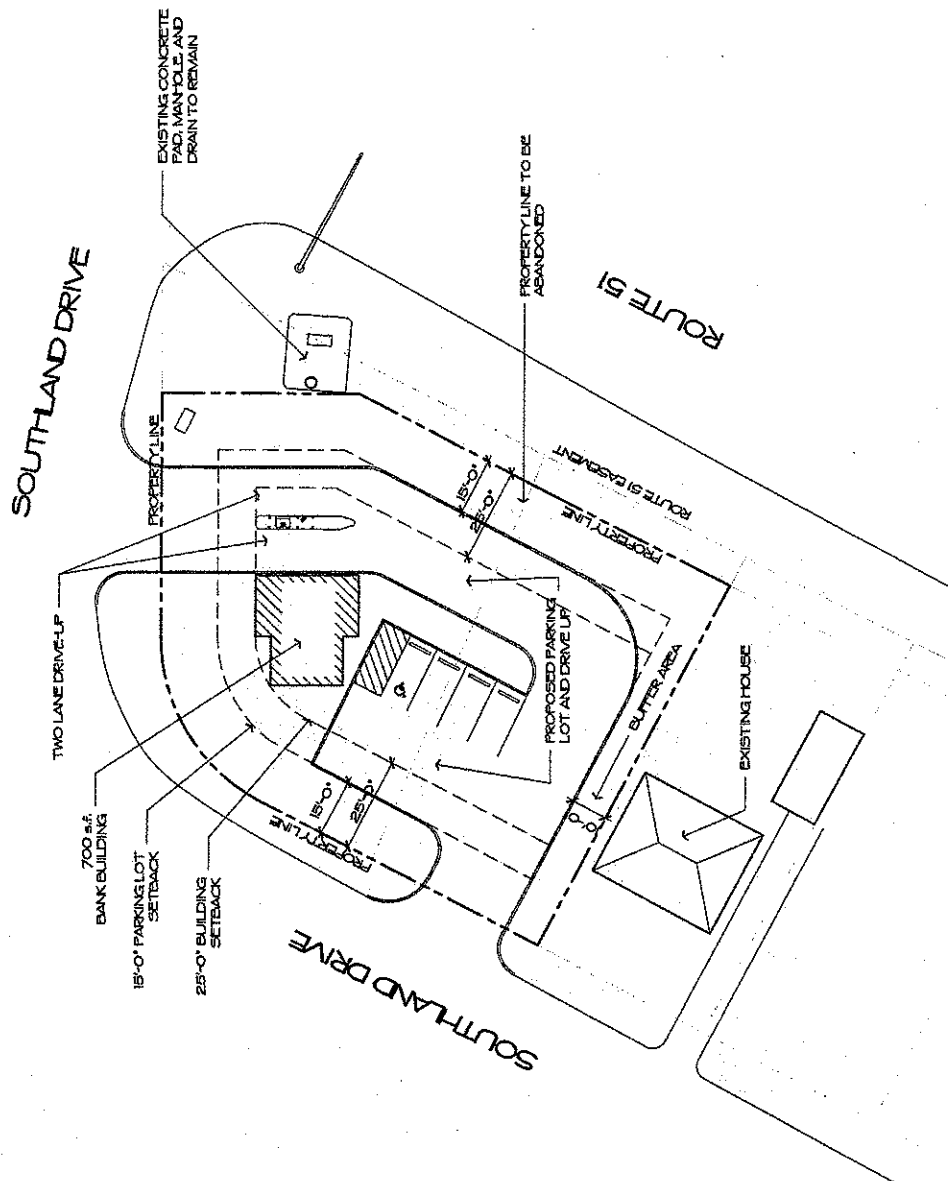 SOUTHLAND DRIVE
EXISTING CONCRETE
PAD, MANHOLE, AND
DRAIN TO REMAIN
TWO LANE DRIVE-UP
PROPERTY LINE
PROPERTY LINE TO BE
ABANDONED
ROUTE 51
700 s.f.
BANK BUILDING
15'-0" PARKING LOT
SETBACK
25'-0" BUILDING
SETBACK
15'-0"
25'-0"
ROUTE 51 EASEMENT
PROPERTY LINE
15'-0"
25'-0"
PROPERTY LINE
PROPOSED PARKING
LOT AND DRIVE UP
BUFFER AREA
EXISTING HOUSE
SOUTHLAND DRIVE